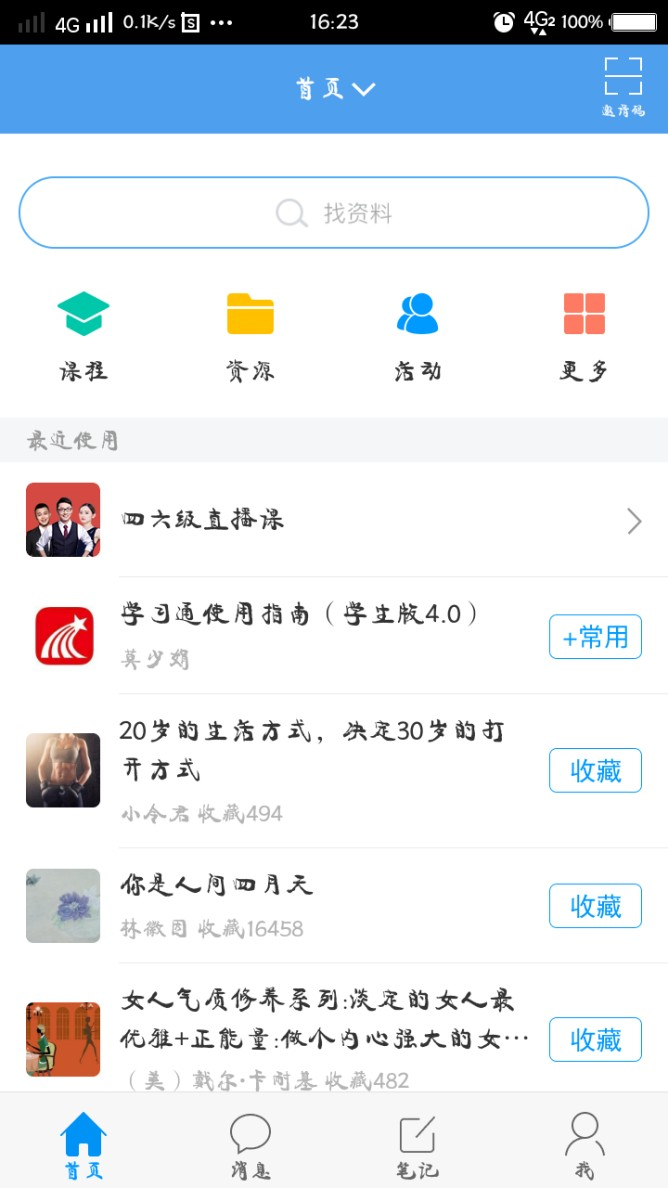 4G 0.1K/s S ... 16:23 4G2 100%
首页
邀请码
找资料
课程 资源 活动 更多
最近使用
四六级直播课
学习通使用指南（学生版4.0）
莫少娟
+常用
20岁的生活方式，决定30岁的打
开方式
小令君 收藏494
收藏
你是人间四月天
林徽因 收藏16458
收藏
女人气质修养系列:淡定的女人最
优雅+正能量:做个内心强大的女…
（美）戴尔·卡耐基 收藏482
收藏
首页 消息 笔记 我